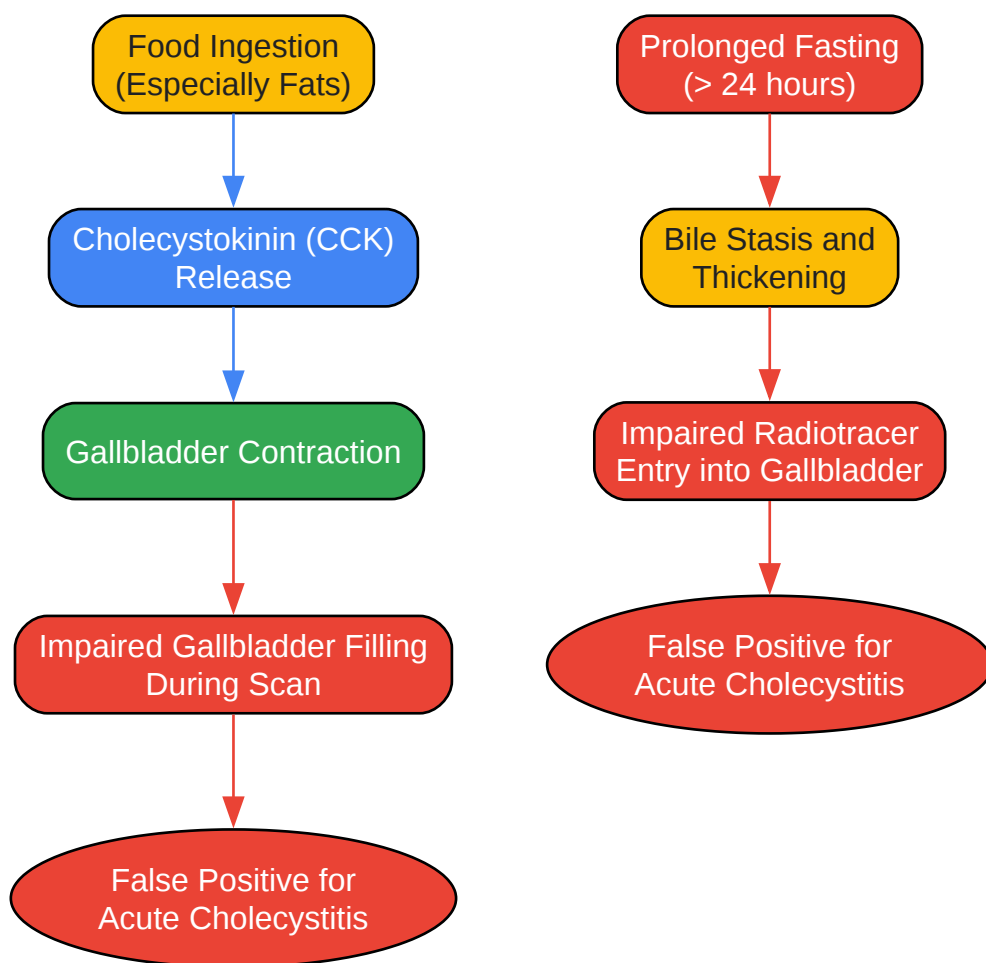 Food Ingestion
(Especially Fats)
Cholecystokinin (CCK)
Release
Gallbladder Contraction
Impaired Gallbladder Filling
During Scan
False Positive for
Acute Cholecystitis
Prolonged Fasting
(> 24 hours)
Bile Stasis and
Thickening
Impaired Radiotracer
Entry into Gallbladder
False Positive for
Acute Cholecystitis